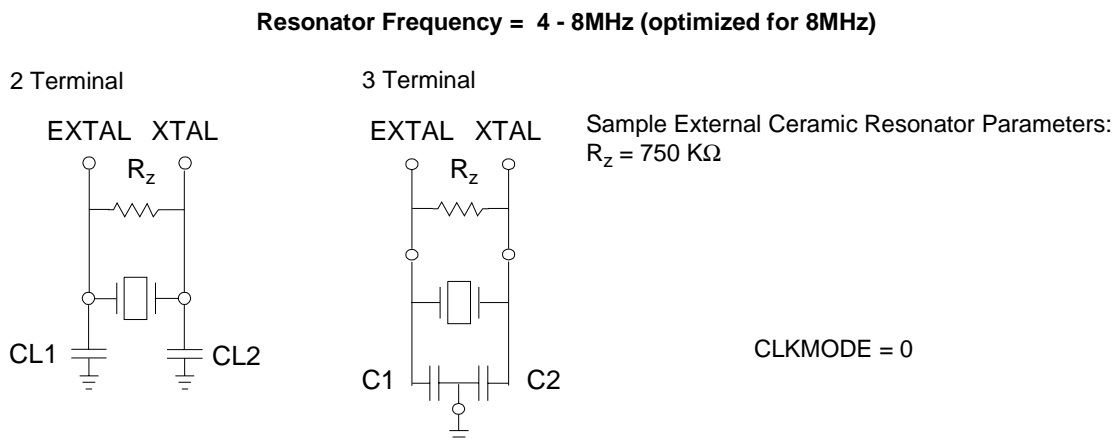 Resonator Frequency = 4 - 8MHz (optimized for 8MHz)
2 Terminal
EXTAL XTAL
Rz
CL1
CL2
3 Terminal
EXTAL XTAL
Rz
C1
C2
Sample External Ceramic Resonator Parameters:
Rz = 750 KΩ
CLKMODE = 0